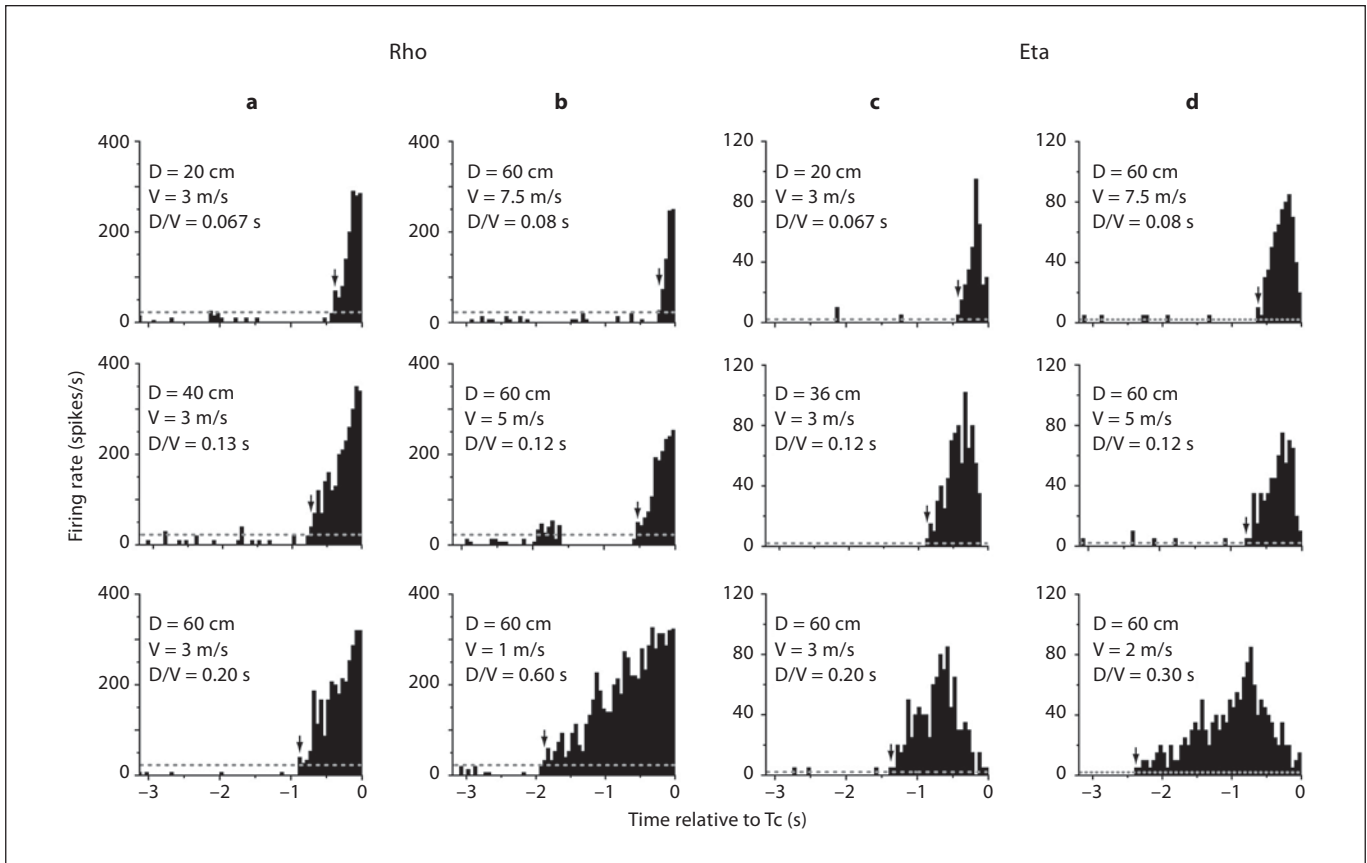 Rho
Eta
a
b
c
d
400
200
0
D = 20 cm
V = 3 m/s
D/V = 0.067 s
400
200
0
D = 60 cm
V = 7.5 m/s
D/V = 0.08 s
120
80
40
0
D = 20 cm
V = 3 m/s
D/V = 0.067 s
120
80
40
0
D = 60 cm
V = 7.5 m/s
D/V = 0.08 s
Firing rate (spikes/s)
400
200
0
D = 40 cm
V = 3 m/s
D/V = 0.13 s
400
200
0
D = 60 cm
V = 5 m/s
D/V = 0.12 s
120
80
40
0
D = 36 cm
V = 3 m/s
D/V = 0.12 s
120
80
40
0
D = 60 cm
V = 5 m/s
D/V = 0.12 s
400
200
0
D = 60 cm
V = 3 m/s
D/V = 0.20 s
400
200
0
D = 60 cm
V = 1 m/s
D/V = 0.60 s
120
80
40
0
D = 60 cm
V = 3 m/s
D/V = 0.20 s
120
80
40
0
D = 60 cm
V = 2 m/s
D/V = 0.30 s
–3 –2 –1 0
–3 –2 –1 0
–3 –2 –1 0
–3 –2 –1 0
Time relative to Tc (s)